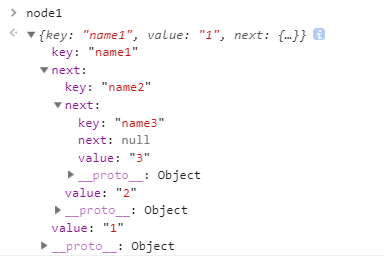 > node1
{key: "name1", value: "1", next: {…}} i
key: "name1"
next:
key: "name2"
next:
key: "name3"
next: null
value: "3"
__proto__: Object
value: "2"
__proto__: Object
value: "1"
__proto__: Object